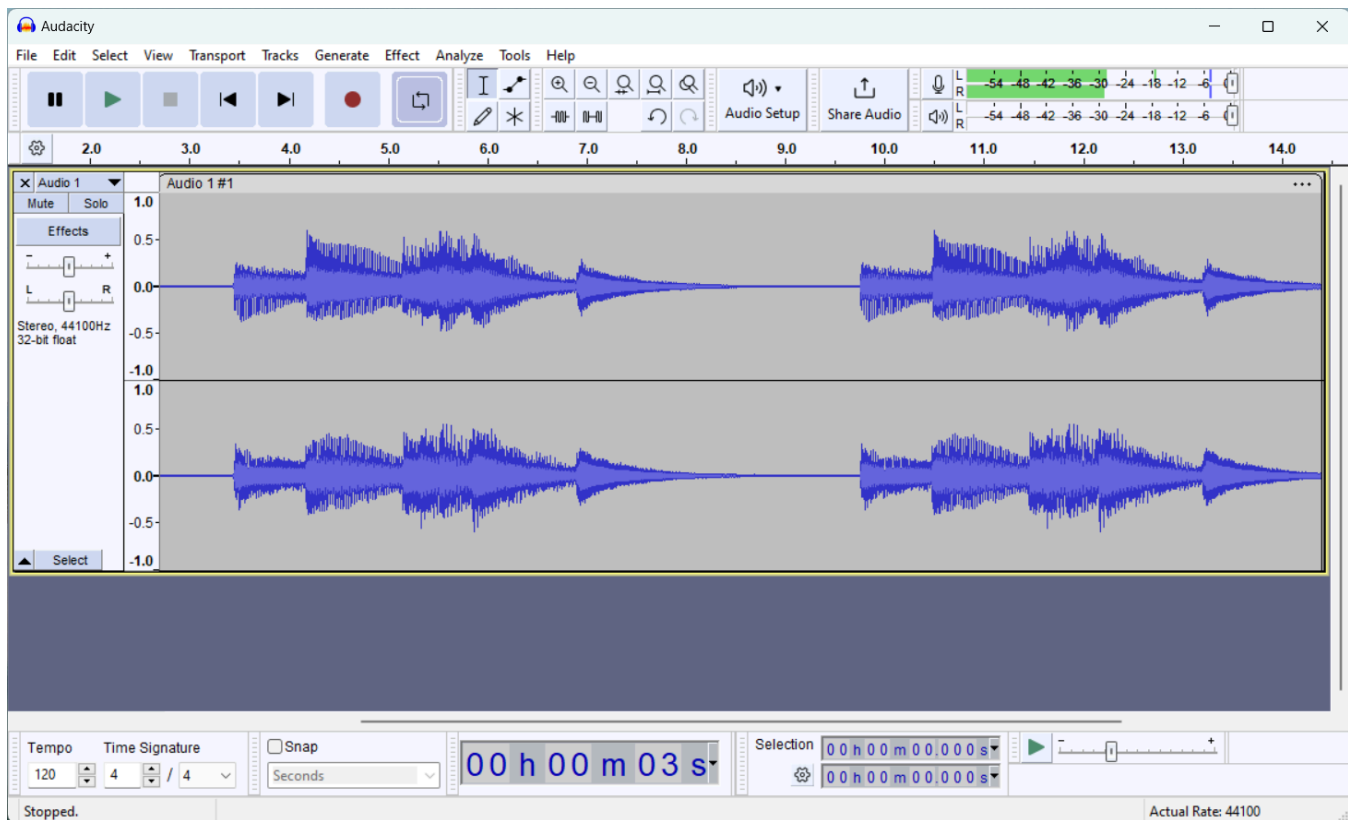 Audacity
File Edit Select View Transport Tracks Generate Effect Analyze Tools Help
L
R -54 -48 -42 -36 -30 -24 -18 -12 -6
Audio Setup
Share Audio
L
R -54 -48 -42 -36 -30 -24 -18 -12 -6
2.0 3.0 4.0 5.0 6.0 7.0 8.0 9.0 10.0 11.0 12.0 13.0 14.0
Audio 1
Audio 1 #1
...
Mute Solo
Effects
- +
L R
Stereo, 44100Hz
32-bit float
Select
1.0
0.5-
0.0-
-0.5-
-1.0
1.0
0.5-
0.0-
-0.5-
-1.0
Tempo
120
Time Signature
4 / 4
Snap
Seconds
00 h 00 m 03 s
Selection
00 h 00 m 00.000 s
00 h 00 m 00.000 s
- +
Stopped.
Actual Rate: 44100